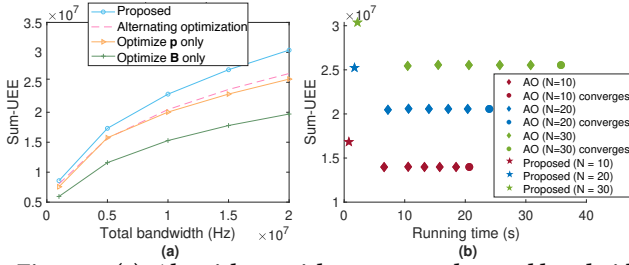 ×10⁷
3.5
3
2.5
2
1.5
1
0.5
Sum-UEE
Proposed
Alternating optimization
Optimize p only
Optimize B only
0 0.5 1 1.5 2
×10⁷
Total bandwidth (Hz)
(a)
×10⁷
3
2.5
2
1.5
1
Sum-UEE
AO (N=10)
AO (N=10) converges
AO (N=20)
AO (N=20) converges
AO (N=30)
AO (N=30) converges
Proposed (N = 10)
Proposed (N = 20)
Proposed (N = 30)
0 20 40
Running time (s)
(b)